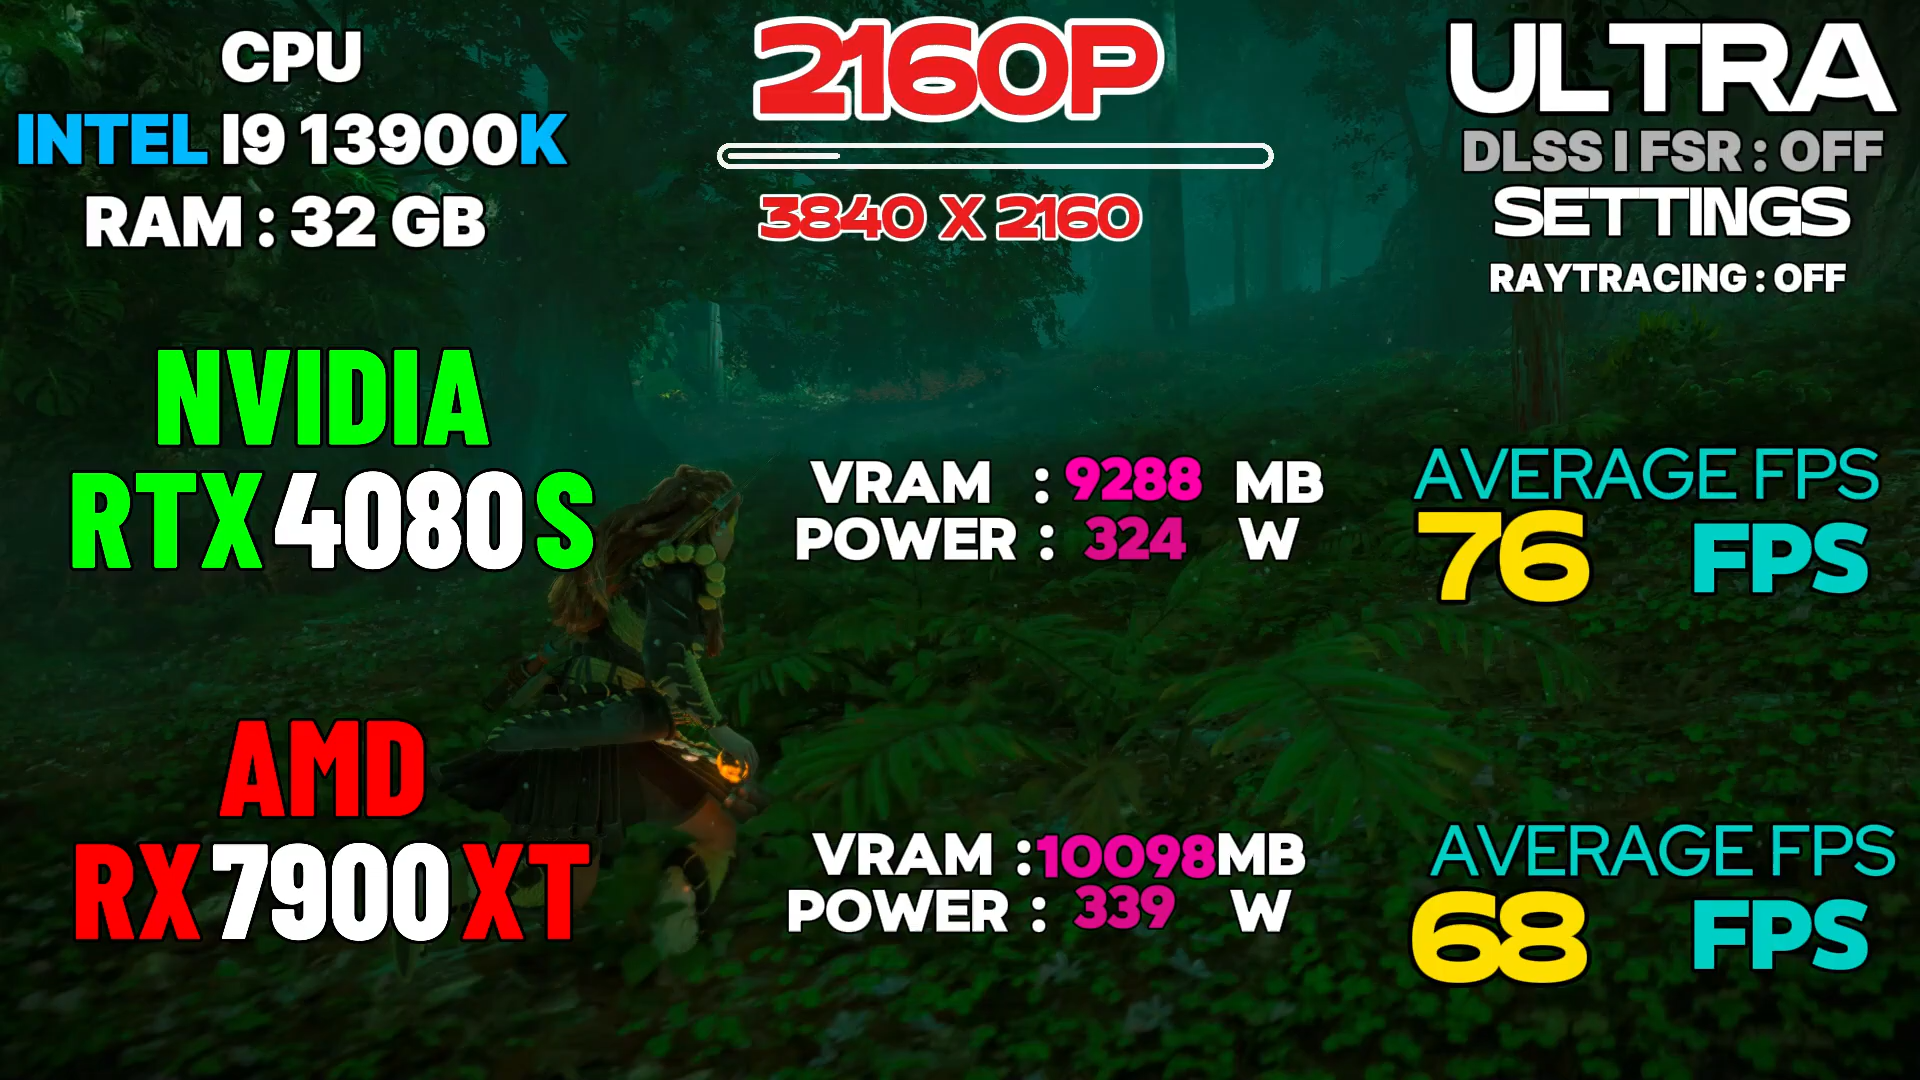 CPU
INTEL I9 13900K
RAM : 32 GB
2160P
3840 X 2160
ULTRA
DLSS | FSR : OFF
SETTINGS
RAYTRACING : OFF
NVIDIA
RTX 4080 S
VRAM : 9288 MB
POWER : 324 W
AVERAGE FPS
76 FPS
AMD
RX 7900 XT
VRAM : 10098 MB
POWER : 339 W
AVERAGE FPS
68 FPS